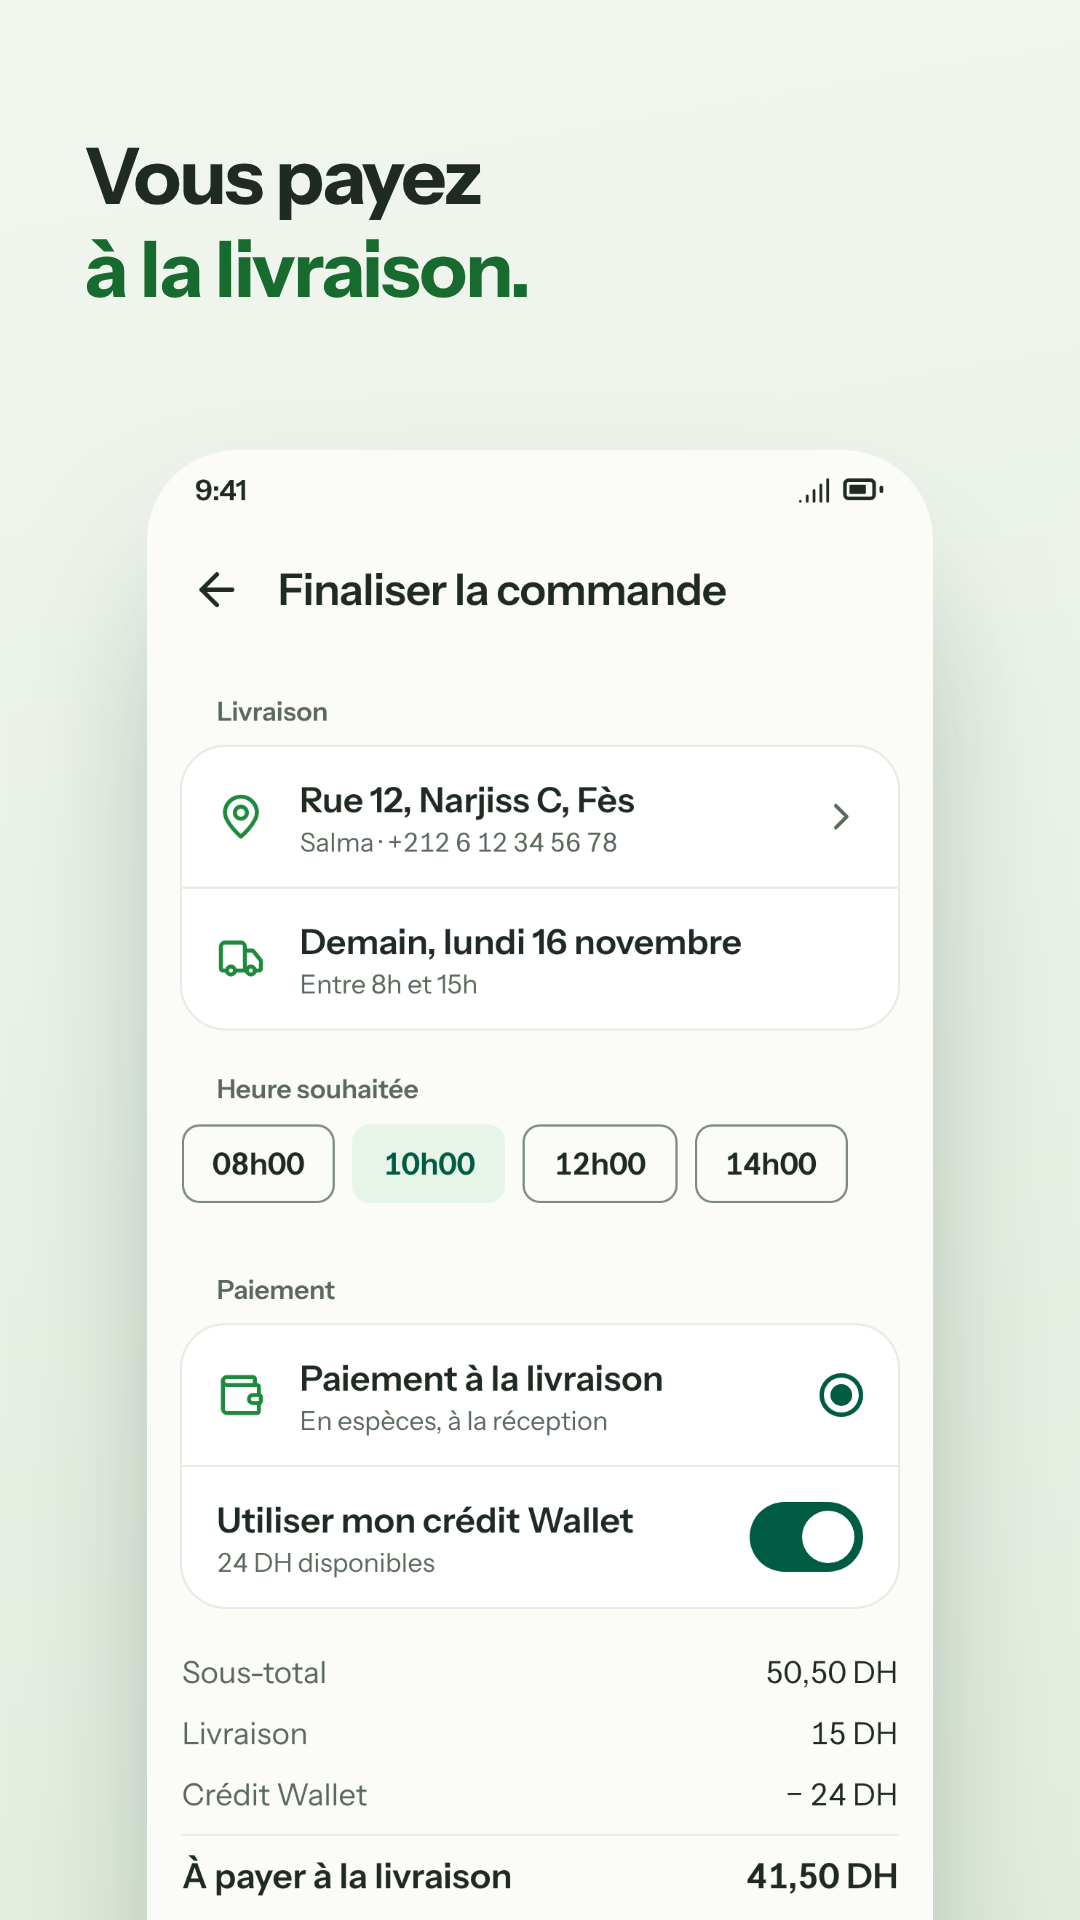 Vous payez
à la livraison.
9:41
Finaliser la commande
Livraison
Rue 12, Narjiss C, Fès
Salma · +212 6 12 34 56 78
Demain, lundi 16 novembre
Entre 8h et 15h
Heure souhaitée
08h00 10h00 12h00 14h00
Paiement
Paiement à la livraison
En espèces, à la réception
Utiliser mon crédit Wallet
24 DH disponibles
Sous-total 50,50 DH
Livraison 15 DH
Crédit Wallet − 24 DH
À payer à la livraison 41,50 DH